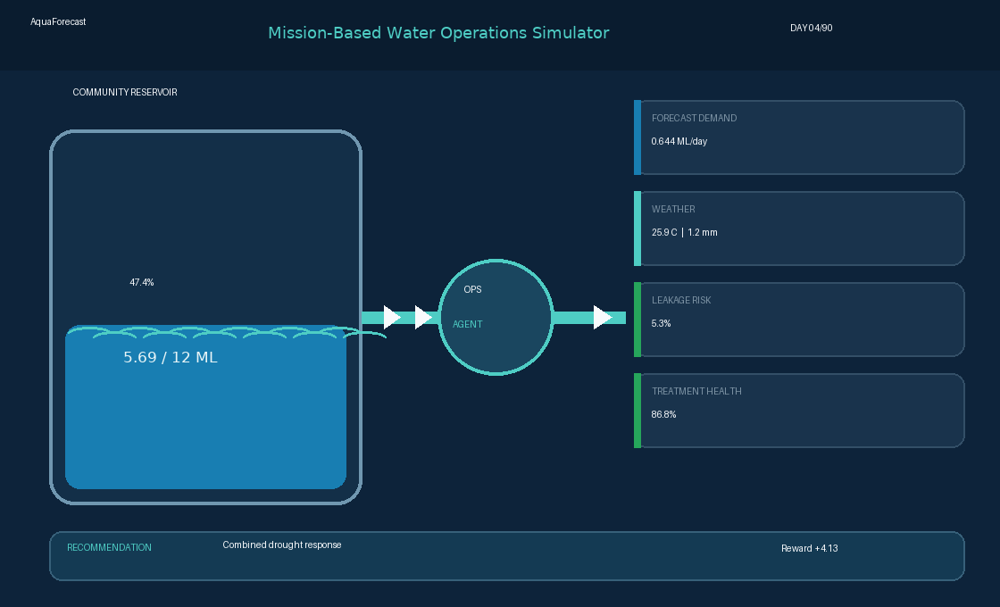 AquaForecast
Mission-Based Water Operations Simulator
DAY 04/90
COMMUNITY RESERVOIR
47.4%
5.69 / 12 ML
OPS
AGENT
FORECAST DEMAND
0.644 ML/day
WEATHER
25.9 C | 1.2 mm
LEAKAGE RISK
5.3%
TREATMENT HEALTH
86.8%
RECOMMENDATION
Combined drought response
Reward +4.13